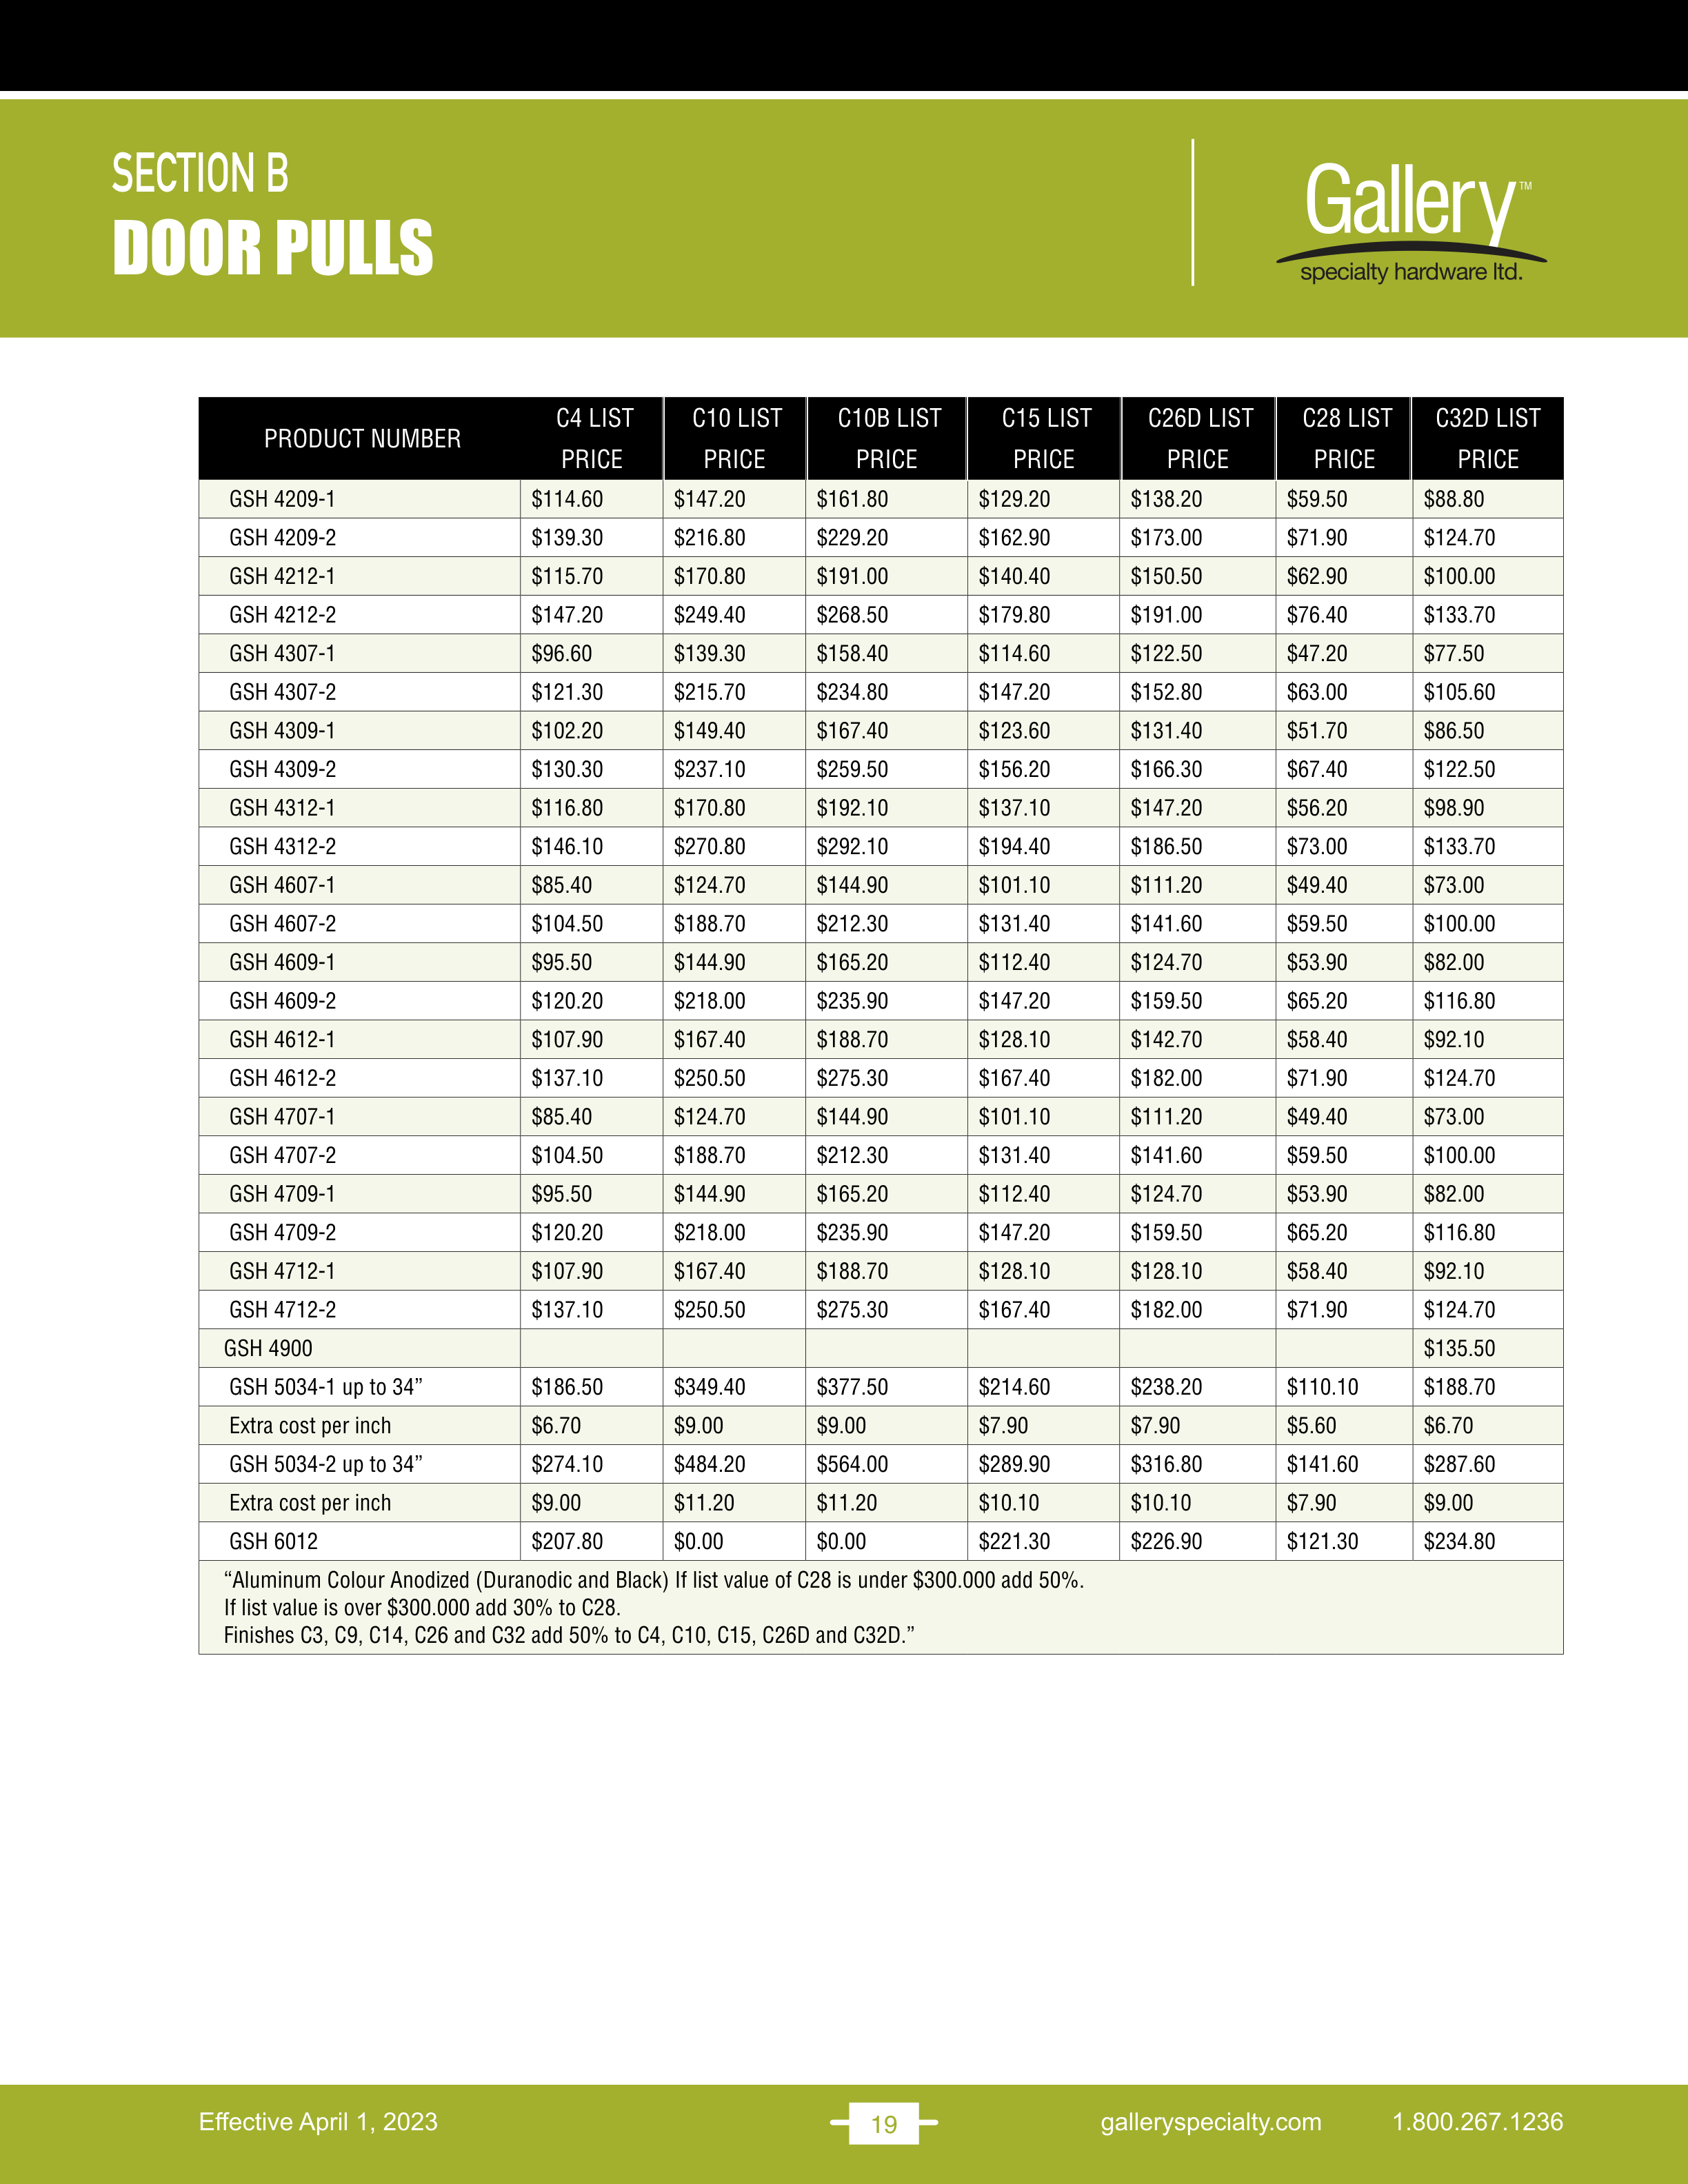 SECTION B
DOOR PULLS
Gallery™
specialty hardware ltd.
PRODUCT NUMBER C4 LIST PRICE C10 LIST PRICE C10B LIST PRICE C15 LIST PRICE C26D LIST PRICE C28 LIST PRICE C32D LIST PRICE
GSH 4209-1 $114.60 $147.20 $161.80 $129.20 $138.20 $59.50 $88.80
GSH 4209-2 $139.30 $216.80 $229.20 $162.90 $173.00 $71.90 $124.70
GSH 4212-1 $115.70 $170.80 $191.00 $140.40 $150.50 $62.90 $100.00
GSH 4212-2 $147.20 $249.40 $268.50 $179.80 $191.00 $76.40 $133.70
GSH 4307-1 $96.60 $139.30 $158.40 $114.60 $122.50 $47.20 $77.50
GSH 4307-2 $121.30 $215.70 $234.80 $147.20 $152.80 $63.00 $105.60
GSH 4309-1 $102.20 $149.40 $167.40 $123.60 $131.40 $51.70 $86.50
GSH 4309-2 $130.30 $237.10 $259.50 $156.20 $166.30 $67.40 $122.50
GSH 4312-1 $116.80 $170.80 $192.10 $137.10 $147.20 $56.20 $98.90
GSH 4312-2 $146.10 $270.80 $292.10 $194.40 $186.50 $73.00 $133.70
GSH 4607-1 $85.40 $124.70 $144.90 $101.10 $111.20 $49.40 $73.00
GSH 4607-2 $104.50 $188.70 $212.30 $131.40 $141.60 $59.50 $100.00
GSH 4609-1 $95.50 $144.90 $165.20 $112.40 $124.70 $53.90 $82.00
GSH 4609-2 $120.20 $218.00 $235.90 $147.20 $159.50 $65.20 $116.80
GSH 4612-1 $107.90 $167.40 $188.70 $128.10 $142.70 $58.40 $92.10
GSH 4612-2 $137.10 $250.50 $275.30 $167.40 $182.00 $71.90 $124.70
GSH 4707-1 $85.40 $124.70 $144.90 $101.10 $111.20 $49.40 $73.00
GSH 4707-2 $104.50 $188.70 $212.30 $131.40 $141.60 $59.50 $100.00
GSH 4709-1 $95.50 $144.90 $165.20 $112.40 $124.70 $53.90 $82.00
GSH 4709-2 $120.20 $218.00 $235.90 $147.20 $159.50 $65.20 $116.80
GSH 4712-1 $107.90 $167.40 $188.70 $128.10 $128.10 $58.40 $92.10
GSH 4712-2 $137.10 $250.50 $275.30 $167.40 $182.00 $71.90 $124.70
GSH 4900 $135.50
GSH 5034-1 up to 34” $186.50 $349.40 $377.50 $214.60 $238.20 $110.10 $188.70
Extra cost per inch $6.70 $9.00 $9.00 $7.90 $7.90 $5.60 $6.70
GSH 5034-2 up to 34” $274.10 $484.20 $564.00 $289.90 $316.80 $141.60 $287.60
Extra cost per inch $9.00 $11.20 $11.20 $10.10 $10.10 $7.90 $9.00
GSH 6012 $207.80 $0.00 $0.00 $221.30 $226.90 $121.30 $234.80
“Aluminum Colour Anodized (Duranodic and Black) If list value of C28 is under $300.000 add 50%.
If list value is over $300.000 add 30% to C28.
Finishes C3, C9, C14, C26 and C32 add 50% to C4, C10, C15, C26D and C32D.”
Effective April 1, 2023 19 galleryspecialty.com 1.800.267.1236